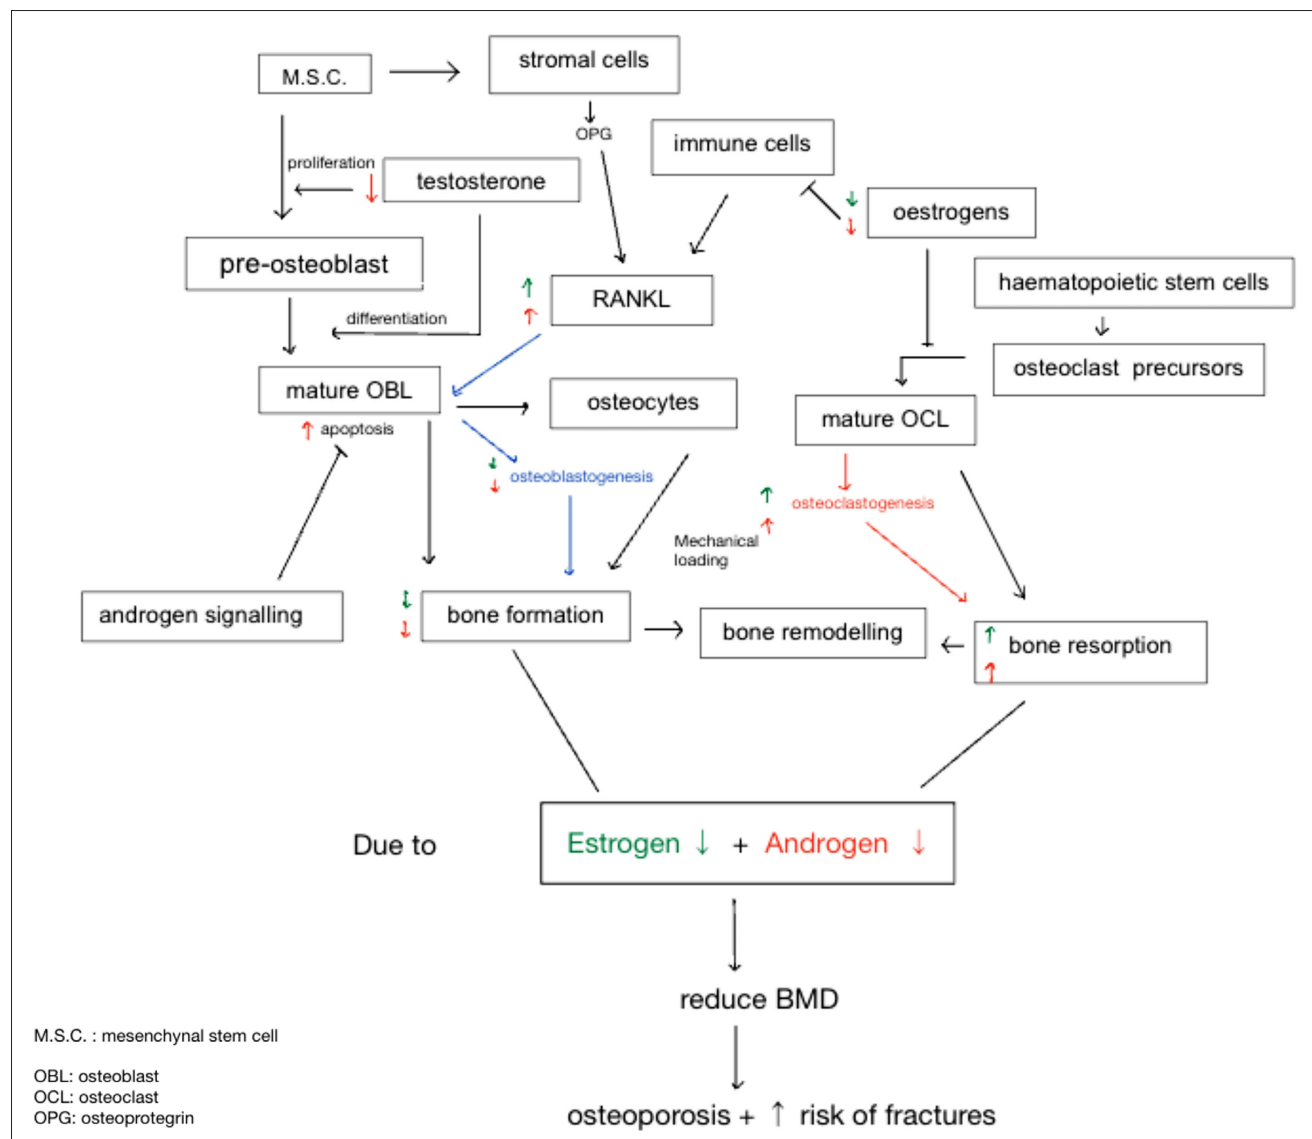 stromal cells
M.S.C.
OPG
immune cells
proliferation
testosterone
oestrogens
pre-osteoblast
haematopoietic stem cells
RANKL
differentiation
osteoclast precursors
mature OBL
osteocytes
mature OCL
↑ apoptosis
osteoblastogenesis
osteoclastogenesis
Mechanical
loading
androgen signalling
bone formation
bone remodelling
bone resorption
Due to
Estrogen ↓ + Androgen ↓
reduce BMD
M.S.C. : mesenchynal stem cell
OBL: osteoblast
OCL: osteoclast
OPG: osteoprotegrin
osteoporosis + ↑ risk of fractures